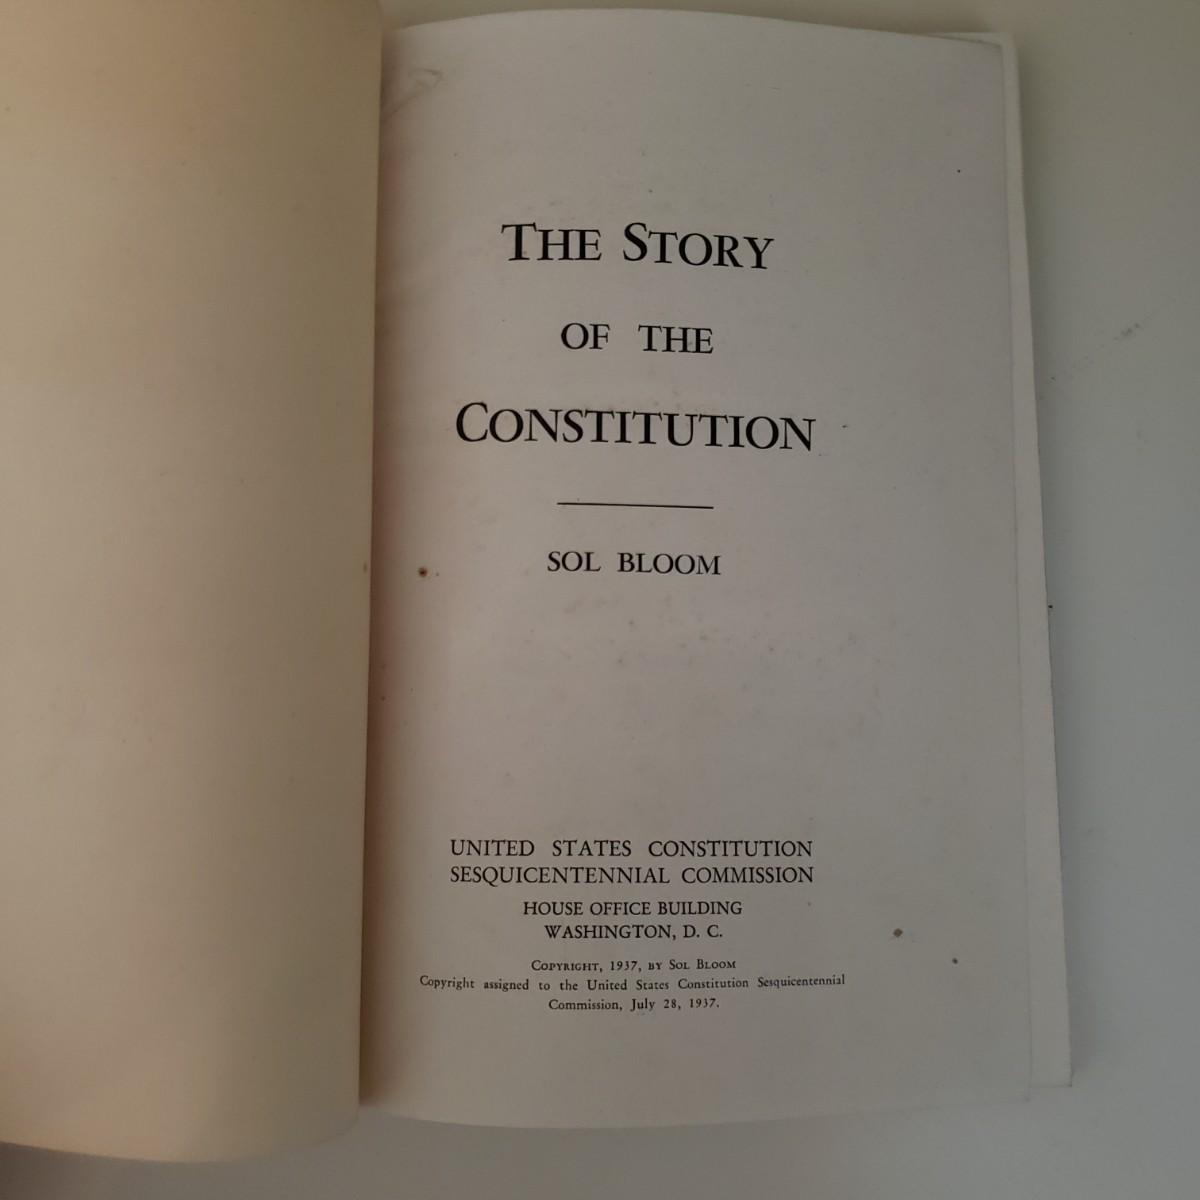 THE STORY
OF THE
CONSTITUTION
SOL BLOOM
UNITED STATES CONSTITUTION
SESQUICENTENNIAL COMMISSION
HOUSE OFFICE BUILDING
WASHINGTON, D. C.
COPYRIGHT, 1937, BY SOL BLOOM
Copyright assigned to the United States Constitution Sesquicentennial
Commission, July 28, 1937.